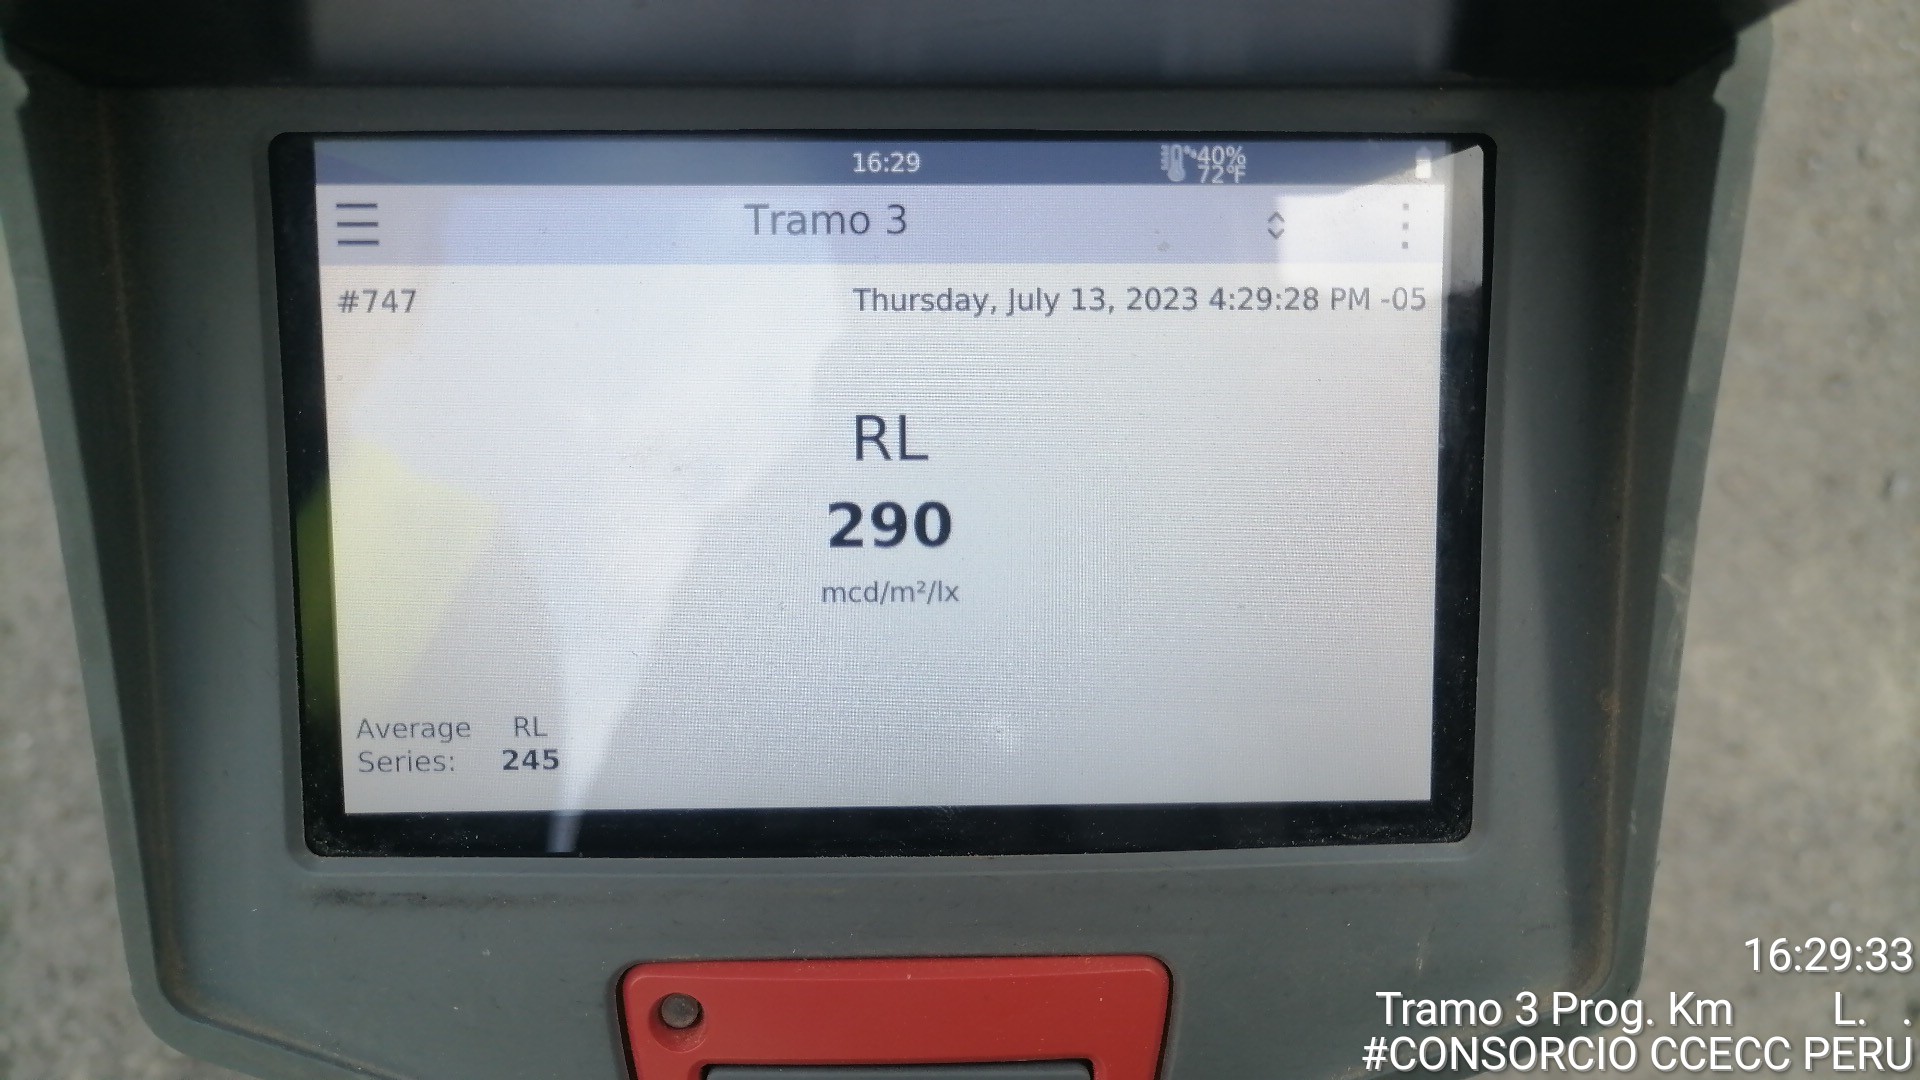 16:29
40%
72°F
Tramo 3
#747
Thursday, July 13, 2023 4:29:28 PM -05
RL
290
mcd/m²/lx
Average RL
Series: 245
16:29:33
Tramo 3 Prog. Km L. .
#CONSORCIO CCECC PERU